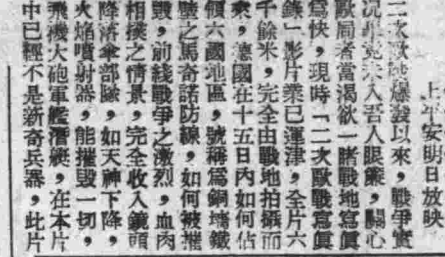 上平安明日放映
二次歐戰爆發以來，戰爭實
況尚未入吾人眼簾，關心
歐局者當渴欲一睹戰地寫眞
爲快，現時「二次歐戰寫眞
錄」影片業已運津，全片六
千餘米，完全由戰地拍攝而
來，德國在十五日內如何佔
領六國地區，號稱爲銅墻鐵
壁之馬奇諾防線，如何被摧
毀，前綫戰爭之激烈，血肉
相撲之情景，完全收入鏡頭
降落傘部隊，如天神下降，
火焰噴射器，能摧毀一切，
飛機大砲軍艦潛艇，在本片
中已經不是新奇兵器，此片